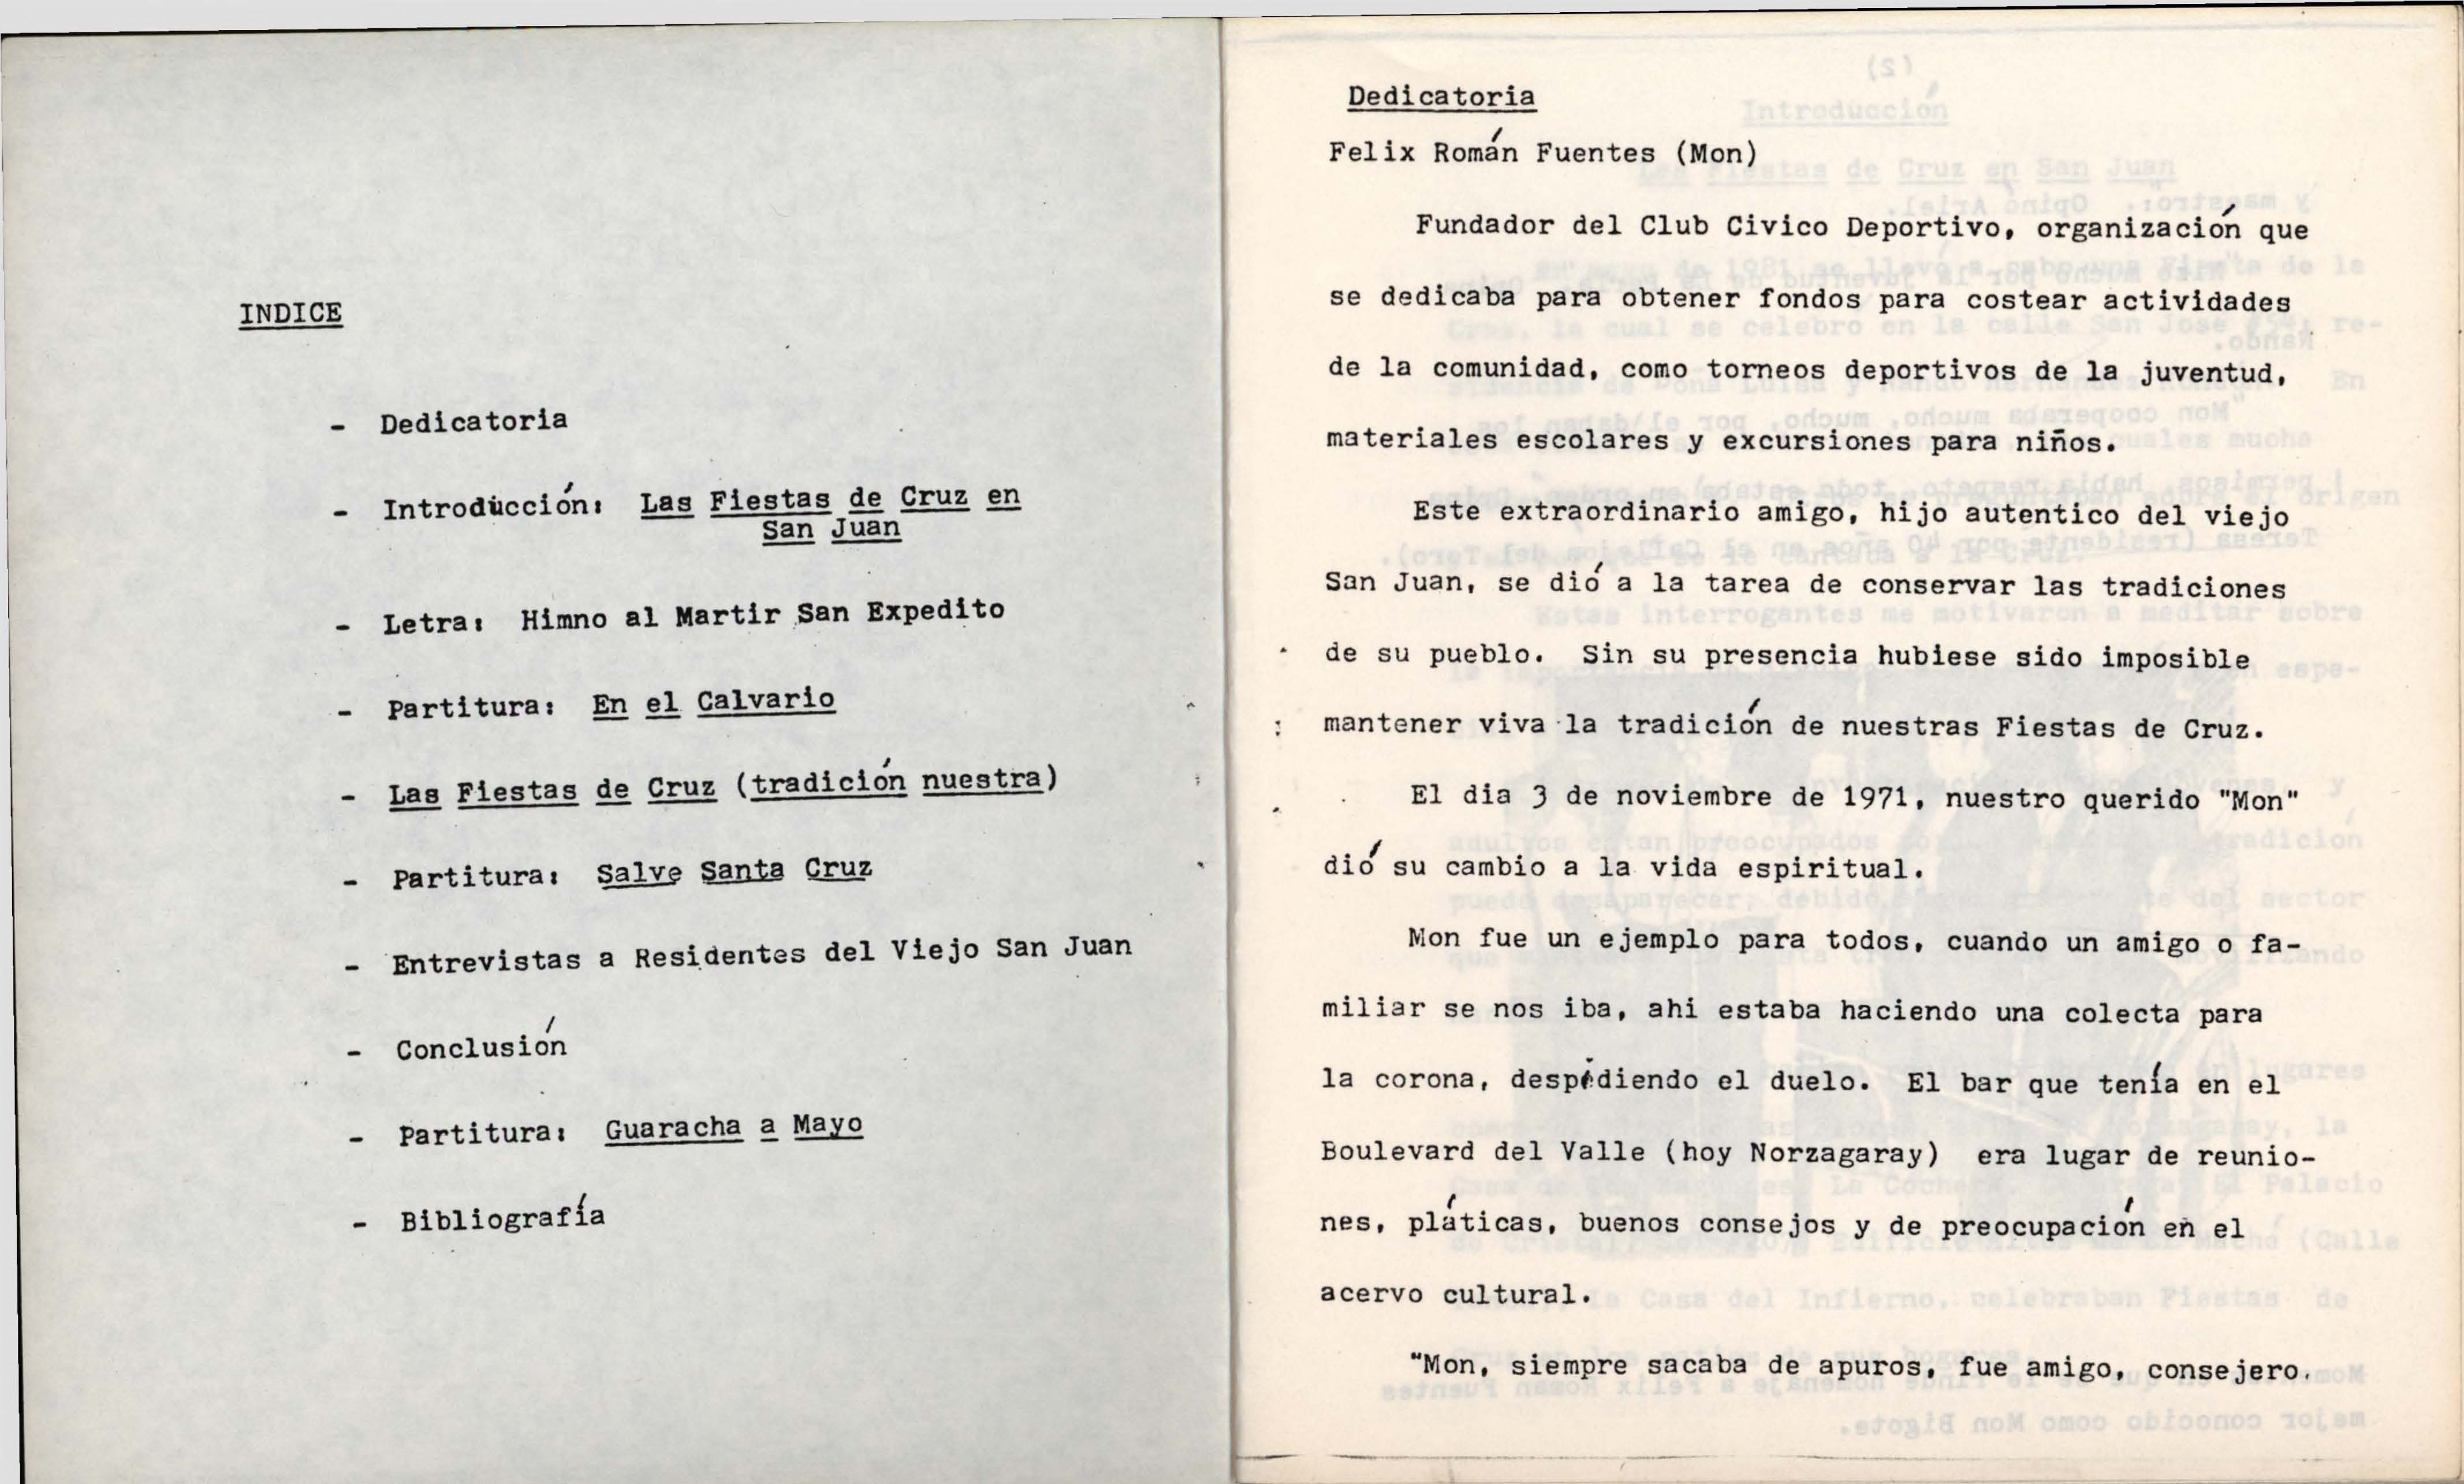 INDICE
- Dedicatoria
- Introducción: Las Fiestas de Cruz en
San Juan
- Letra: Himno al Martir San Expedito
- Partitura: En el Calvario
- Las Fiestas de Cruz (tradición nuestra)
- Partitura: Salve Santa Cruz
- Entrevistas a Residentes del Viejo San Juan
- Conclusión
- Partitura: Guaracha a Mayo
- Bibliografía
Dedicatoria
Felix Román Fuentes (Mon)
Fundador del Club Civico Deportivo, organización que
se dedicaba para obtener fondos para costear actividades
de la comunidad, como torneos deportivos de la juventud,
materiales escolares y excursiones para niños.
Este extraordinario amigo, hijo autentico del viejo
San Juan, se dió a la tarea de conservar las tradiciones
de su pueblo. Sin su presencia hubiese sido imposible
mantener viva la tradición de nuestras Fiestas de Cruz.
El dia 3 de noviembre de 1971, nuestro querido "Mon"
dió su cambio a la vida espiritual.
Mon fue un ejemplo para todos, cuando un amigo o fa-
miliar se nos iba, ahi estaba haciendo una colecta para
la corona, despidiendo el duelo. El bar que tenía en el
Boulevard del Valle (hoy Norzagaray) era lugar de reunio-
nes, pláticas, buenos consejos y de preocupación en el
acervo cultural.
"Mon, siempre sacaba de apuros, fue amigo, consejero,